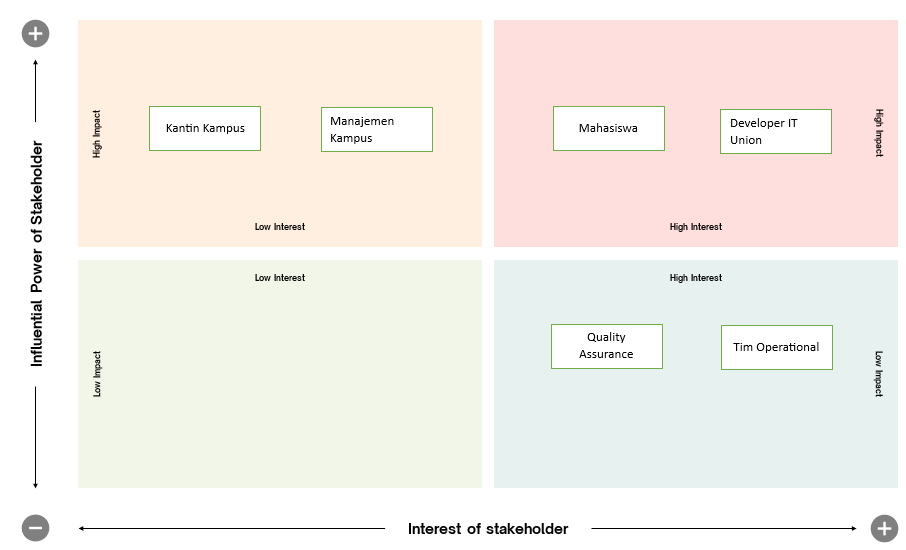 Influential Power of Stakeholder
High Impact
Kantin Kampus
Manajemen
Kampus
Low Interest
Mahasiswa
Developer IT
Union
High Impact
High Interest
Low Interest
Low Impact
High Interest
Quality
Assurance
Tim Operational
Low Impact
Interest of stakeholder